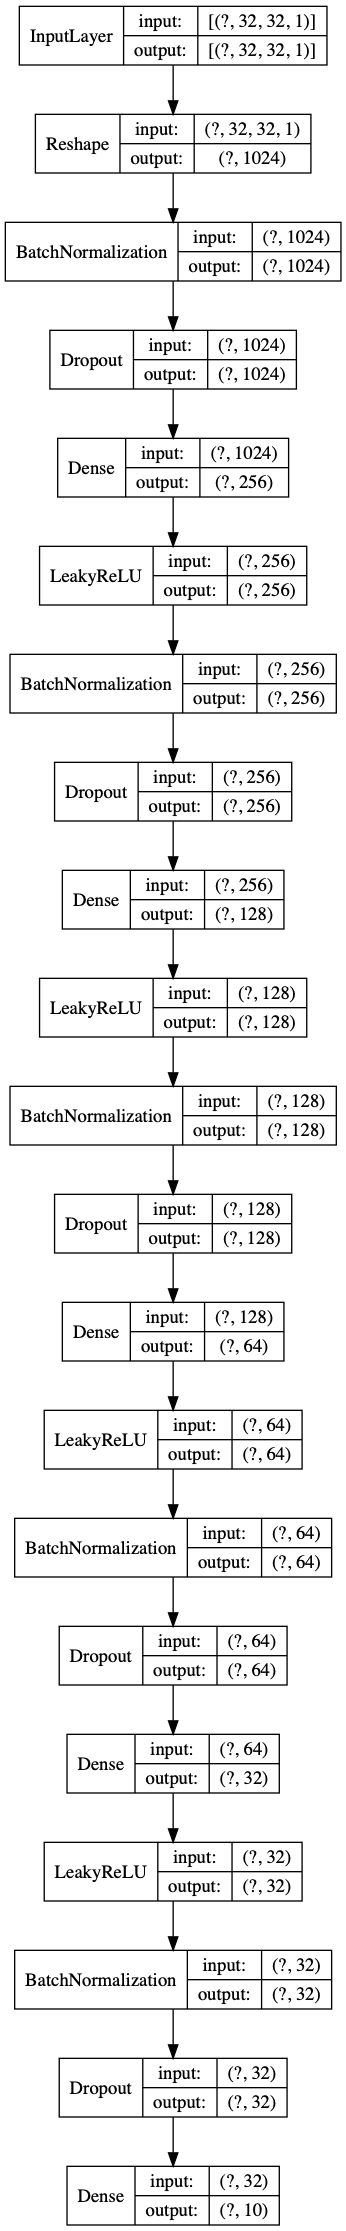 InputLayer input: [(?, 32, 32, 1)]
output: [(?, 32, 32, 1)]
Reshape input: (?, 32, 32, 1)
output: (?, 1024)
BatchNormalization input: (?, 1024)
output: (?, 1024)
Dropout input: (?, 1024)
output: (?, 1024)
Dense input: (?, 1024)
output: (?, 256)
LeakyReLU input: (?, 256)
output: (?, 256)
BatchNormalization input: (?, 256)
output: (?, 256)
Dropout input: (?, 256)
output: (?, 256)
Dense input: (?, 256)
output: (?, 128)
LeakyReLU input: (?, 128)
output: (?, 128)
BatchNormalization input: (?, 128)
output: (?, 128)
Dropout input: (?, 128)
output: (?, 128)
Dense input: (?, 128)
output: (?, 64)
LeakyReLU input: (?, 64)
output: (?, 64)
BatchNormalization input: (?, 64)
output: (?, 64)
Dropout input: (?, 64)
output: (?, 64)
Dense input: (?, 64)
output: (?, 32)
LeakyReLU input: (?, 32)
output: (?, 32)
BatchNormalization input: (?, 32)
output: (?, 32)
Dropout input: (?, 32)
output: (?, 32)
Dense input: (?, 32)
output: (?, 10)